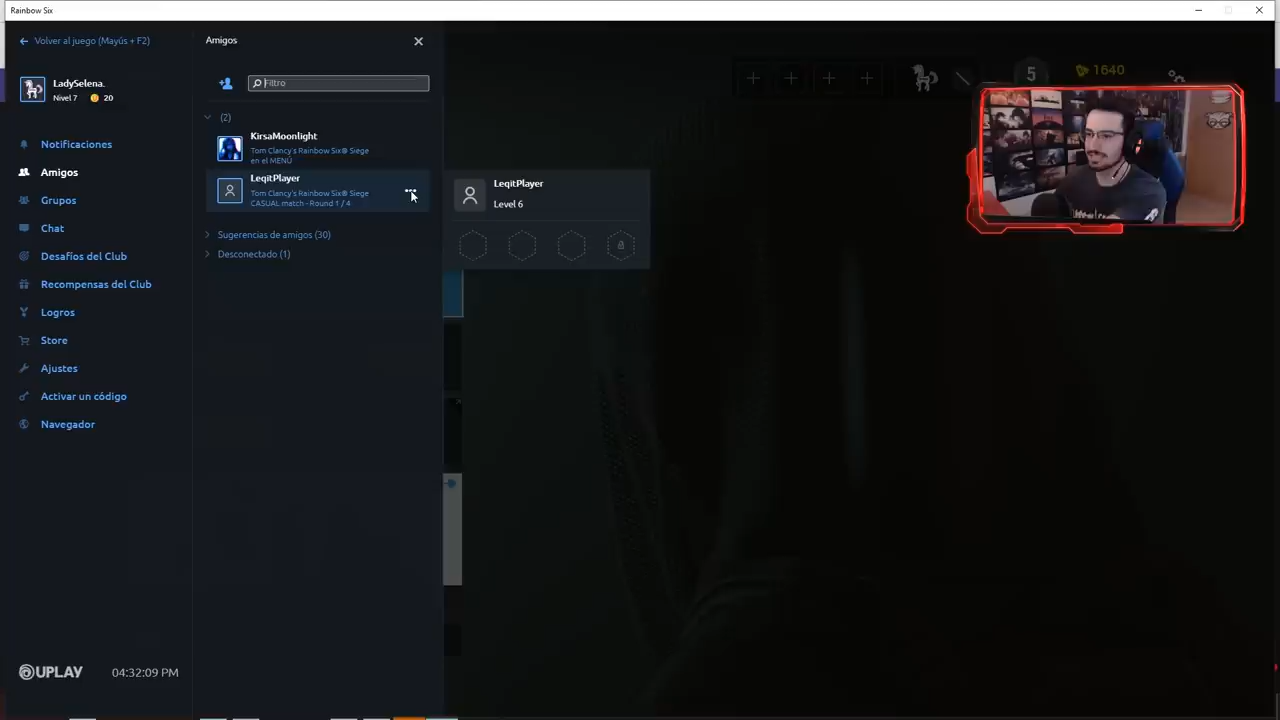 Rainbow Six
Volver al juego (Mayús + F2)
LadySelena.
Nivel 7 20
Notificaciones
Amigos
Grupos
Chat
Desafíos del Club
Recompensas del Club
Logros
Store
Ajustes
Activar un código
Navegador
UPLAY 04:32:09 PM
Amigos
Filtro
(2)
KirsaMoonlight
Tom Clancy's Rainbow Six® Siege
en el MENÚ
LeqitPlayer
Tom Clancy's Rainbow Six® Siege
CASUAL match - Round 1 / 4
Sugerencias de amigos (30)
Desconectado (1)
LeqitPlayer
Level 6
5
1640